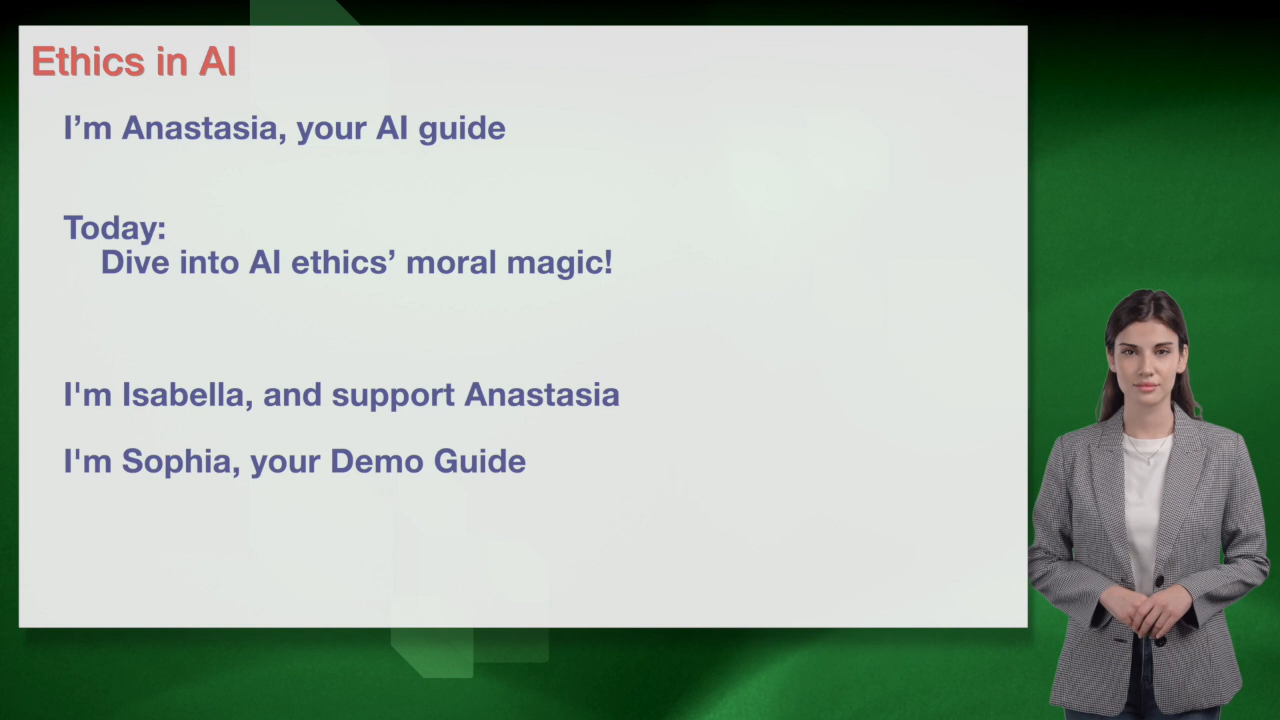 Ethics in AI
I’m Anastasia, your AI guide
Today:
Dive into AI ethics’ moral magic!
I'm Isabella, and support Anastasia
I'm Sophia, your Demo Guide